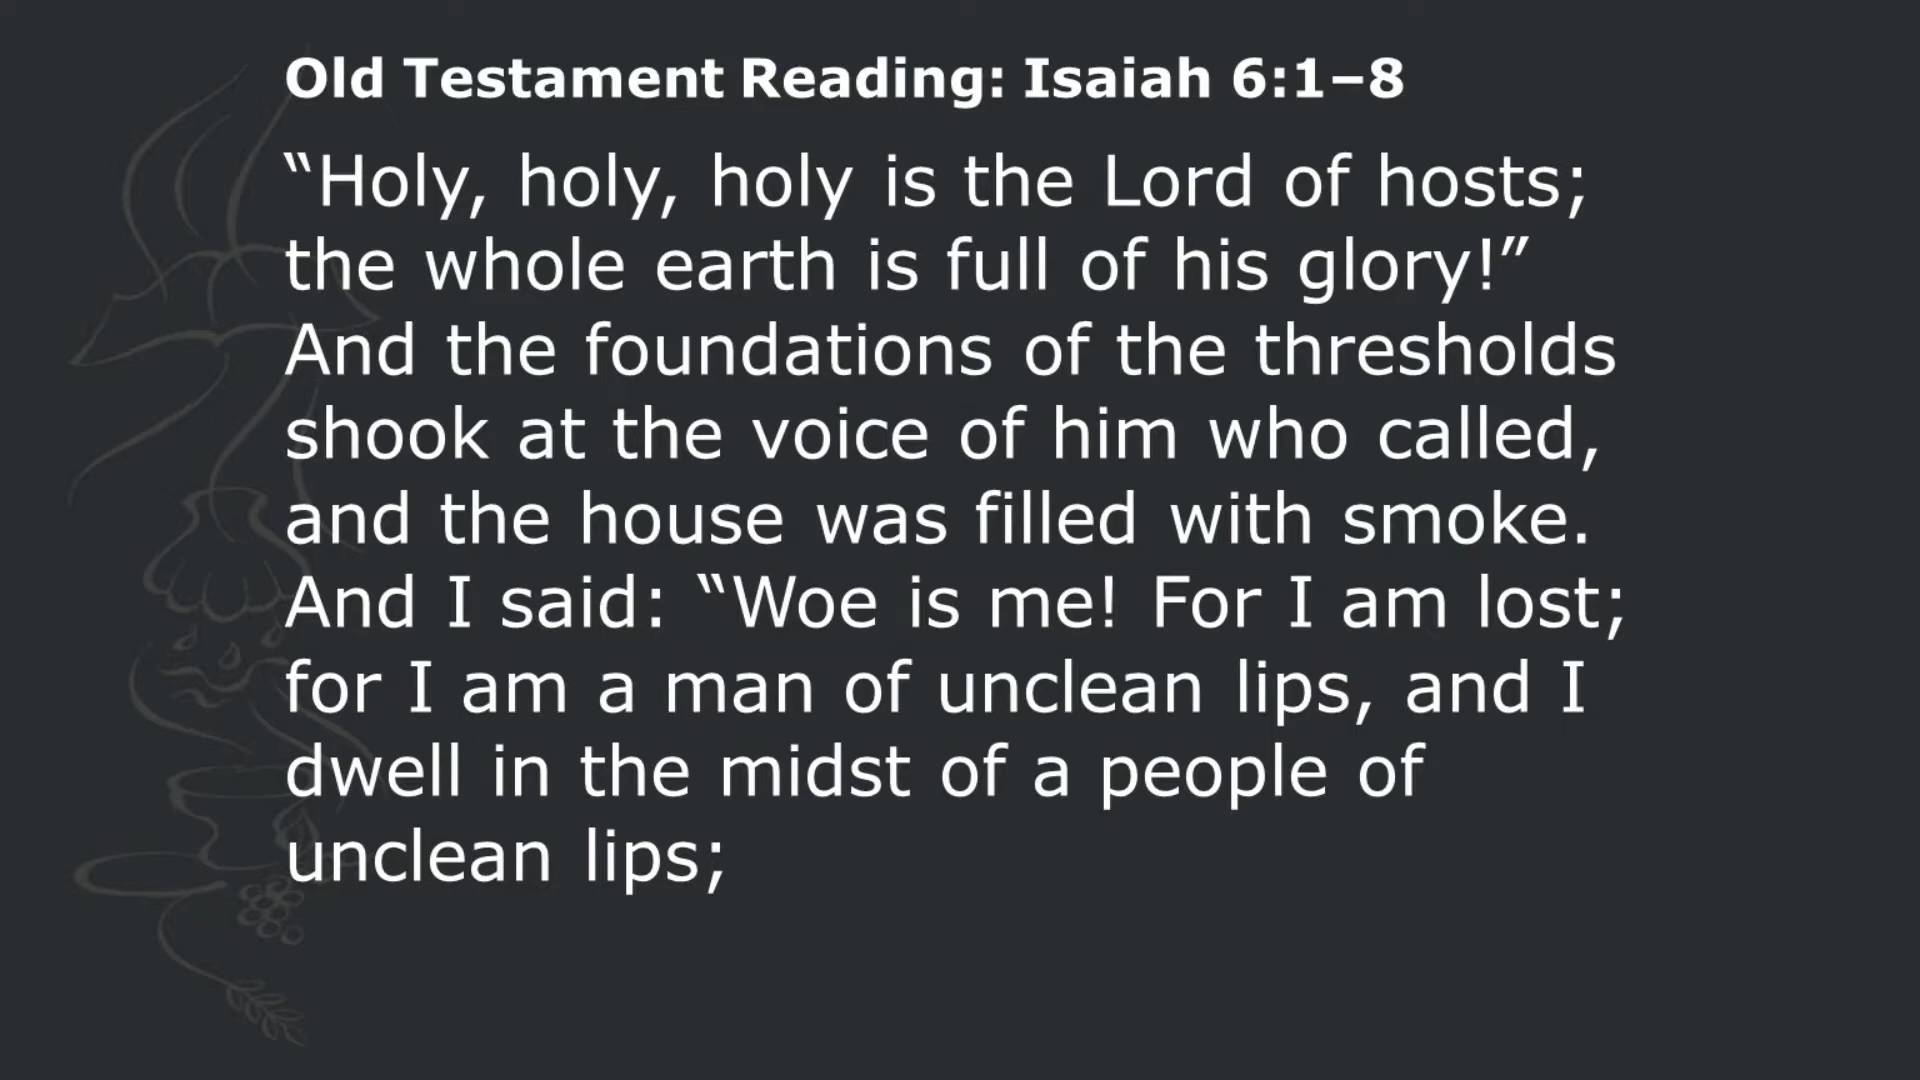 Old Testament Reading: Isaiah 6:1–8
“Holy, holy, holy is the Lord of hosts;
the whole earth is full of his glory!”
And the foundations of the thresholds
shook at the voice of him who called,
and the house was filled with smoke.
And I said: “Woe is me! For I am lost;
for I am a man of unclean lips, and I
dwell in the midst of a people of
unclean lips;